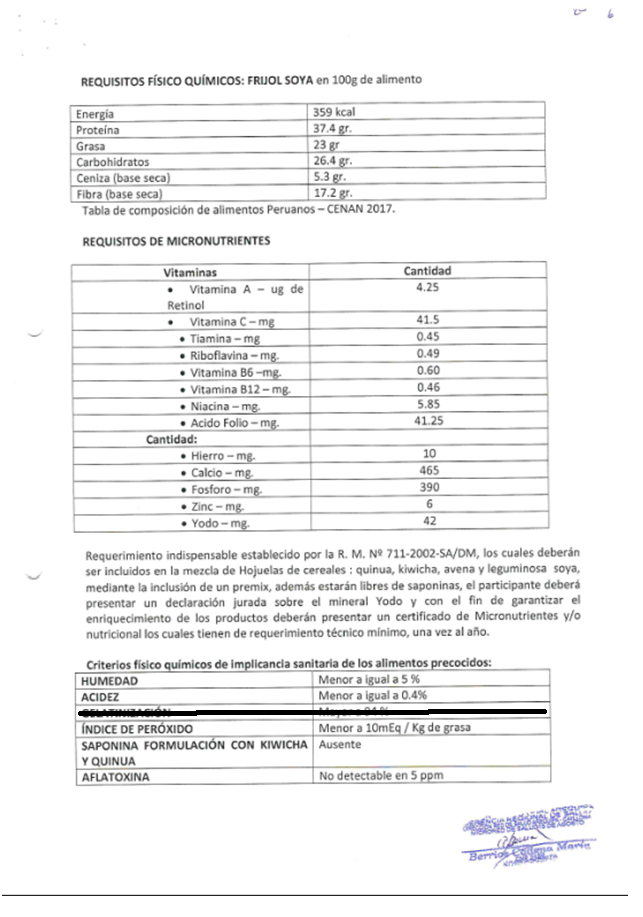 6
REQUISITOS FÍSICO QUÍMICOS: FRIJOL SOYA en 100g de alimento
Energía 359 kcal
Proteína 37.4 gr.
Grasa 23 gr
Carbohidratos 26.4 gr.
Ceniza (base seca) 5.3 gr.
Fibra (base seca) 17.2 gr.
Tabla de composición de alimentos Peruanos – CENAN 2017.
REQUISITOS DE MICRONUTRIENTES
Vitaminas Cantidad
• Vitamina A – ug de 4.25
Retinol
• Vitamina C – mg 41.5
• Tiamina – mg 0.45
• Riboflavina – mg. 0.49
• Vitamina B6 –mg. 0.60
• Vitamina B12 – mg. 0.46
• Niacina – mg. 5.85
• Acido Folio – mg. 41.25
Cantidad:
• Hierro – mg. 10
• Calcio – mg. 465
• Fosforo – mg. 390
• Zinc – mg. 6
• Yodo – mg. 42
Requerimiento indispensable establecido por la R. M. Nº 711-2002-SA/DM, los cuales deberán
ser incluidos en la mezcla de Hojuelas de cereales : quinua, kiwicha, avena y leguminosa soya,
mediante la inclusión de un premix, además estarán libres de saponinas, el participante deberá
presentar un declaración jurada sobre el mineral Yodo y con el fin de garantizar el
enriquecimiento de los productos deberán presentar un certificado de Micronutrientes y/o
nutricional los cuales tienen de requerimiento técnico mínimo, una vez al año.
Criterios físico químicos de implicancia sanitaria de los alimentos precocidos:
HUMEDAD Menor a igual a 5 %
ACIDEZ Menor a igual a 0.4%
GELATINIZACIÓN Mayor a 94 %
ÍNDICE DE PERÓXIDO Menor a 10mEq / Kg de grasa
SAPONINA FORMULACIÓN CON KIWICHA Ausente
Y QUINUA
AFLATOXINA No detectable en 5 ppm